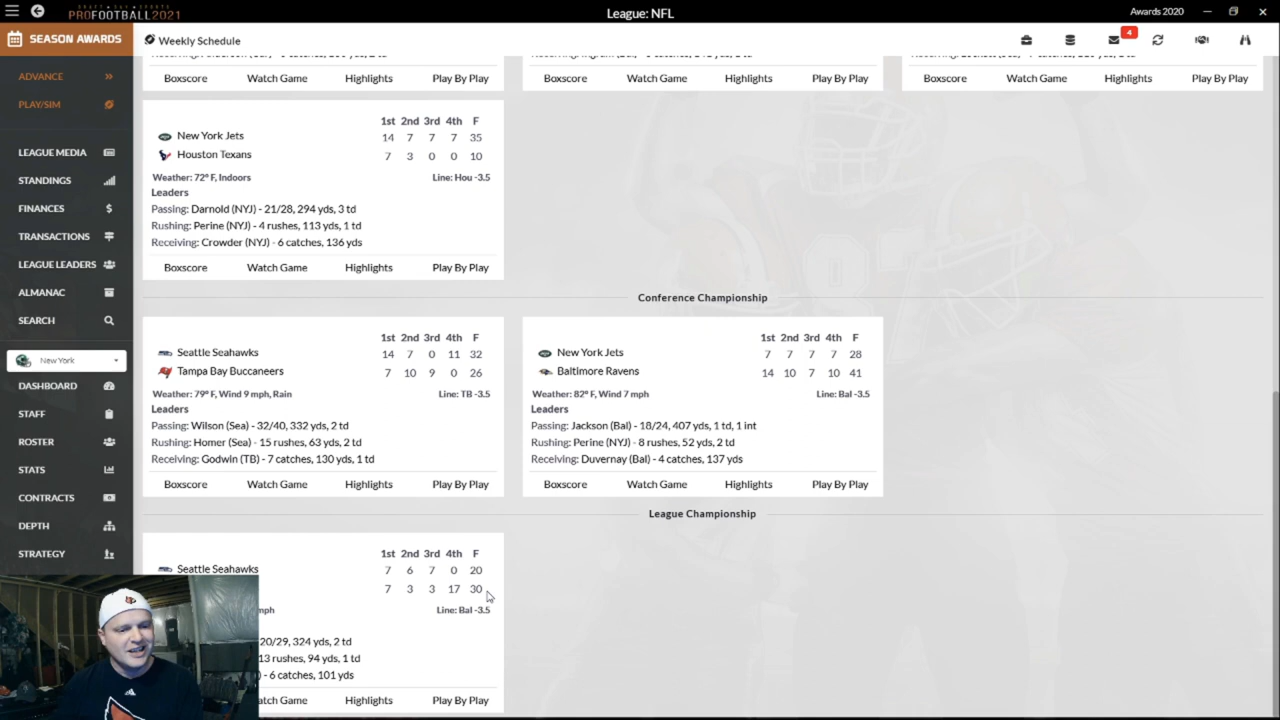 DRAFT DAY SPORTS
PROFOOTBALL2021
League: NFL
Awards 2020
SEASON AWARDS
Weekly Schedule
4
ADVANCE
PLAY/SIM
LEAGUE MEDIA
STANDINGS
FINANCES
TRANSACTIONS
LEAGUE LEADERS
ALMANAC
SEARCH
New York
DASHBOARD
STAFF
ROSTER
STATS
CONTRACTS
DEPTH
STRATEGY
Boxscore Watch Game Highlights Play By Play
Boxscore Watch Game Highlights Play By Play
Boxscore Watch Game Highlights Play By Play
1st 2nd 3rd 4th F
New York Jets 14 7 7 7 35
Houston Texans 7 3 0 0 10
Weather: 72° F, Indoors Line: Hou -3.5
Leaders
Passing: Darnold (NYJ) - 21/28, 294 yds, 3 td
Rushing: Perine (NYJ) - 4 rushes, 113 yds, 1 td
Receiving: Crowder (NYJ) - 6 catches, 136 yds
Boxscore Watch Game Highlights Play By Play
Conference Championship
1st 2nd 3rd 4th F
Seattle Seahawks 14 7 0 11 32
Tampa Bay Buccaneers 7 10 9 0 26
Weather: 79° F, Wind 9 mph, Rain Line: TB -3.5
Leaders
Passing: Wilson (Sea) - 32/40, 332 yds, 2 td
Rushing: Homer (Sea) - 15 rushes, 63 yds, 2 td
Receiving: Godwin (TB) - 7 catches, 130 yds, 1 td
Boxscore Watch Game Highlights Play By Play
1st 2nd 3rd 4th F
New York Jets 7 7 7 7 28
Baltimore Ravens 14 10 7 10 41
Weather: 82° F, Wind 7 mph Line: Bal -3.5
Leaders
Passing: Jackson (Bal) - 18/24, 407 yds, 1 td, 1 int
Rushing: Perine (NYJ) - 8 rushes, 52 yds, 2 td
Receiving: Duvernay (Bal) - 4 catches, 137 yds
Boxscore Watch Game Highlights Play By Play
League Championship
1st 2nd 3rd 4th F
Seattle Seahawks 7 6 7 0 20
7 3 3 17 30
mph Line: Bal -3.5
20/29, 324 yds, 2 td
13 rushes, 94 yds, 1 td
) - 6 catches, 101 yds
atch Game Highlights Play By Play